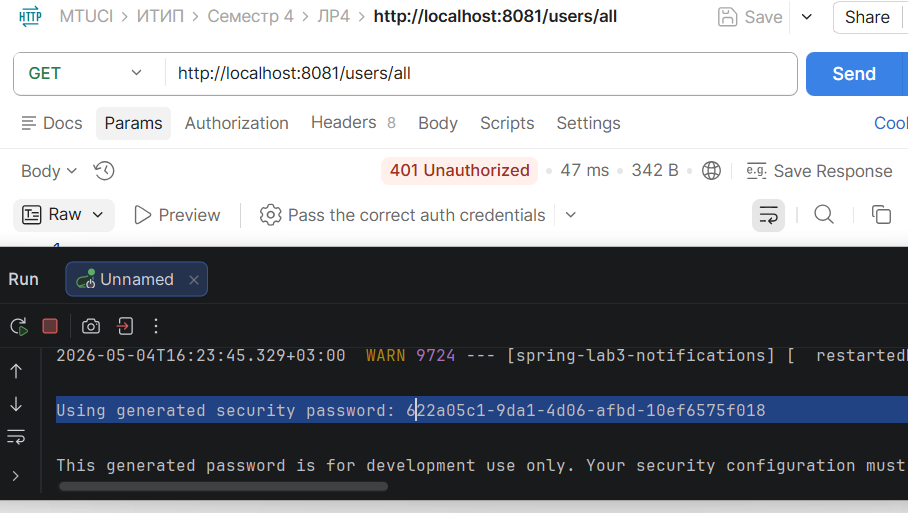 HTTP MTUCI > ИТИП > Семестр 4 > ЛР4 > http://localhost:8081/users/all Save Share
GET http://localhost:8081/users/all Send
Docs Params Authorization Headers 8 Body Scripts Settings
Body 401 Unauthorized • 47 ms • 342 B e.g. Save Response
Raw Preview Pass the correct auth credentials
Run Unnamed
2026-05-04T16:23:45.329+03:00 WARN 9724 --- [spring-lab3-notifications] [
Using generated security password: 622a05c1-9da1-4d06-afbd-10ef6575f018
This generated password is for development use only. Your security configuration must